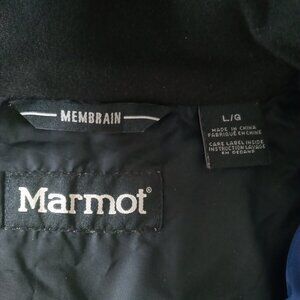 MEMBRAIN
L/G
MADE IN CHINA
FABRIQUÉ EN CHINE
CARE LABEL INSIDE
INSTRUCTION LAVAGE
EN DEDANS
Marmot®